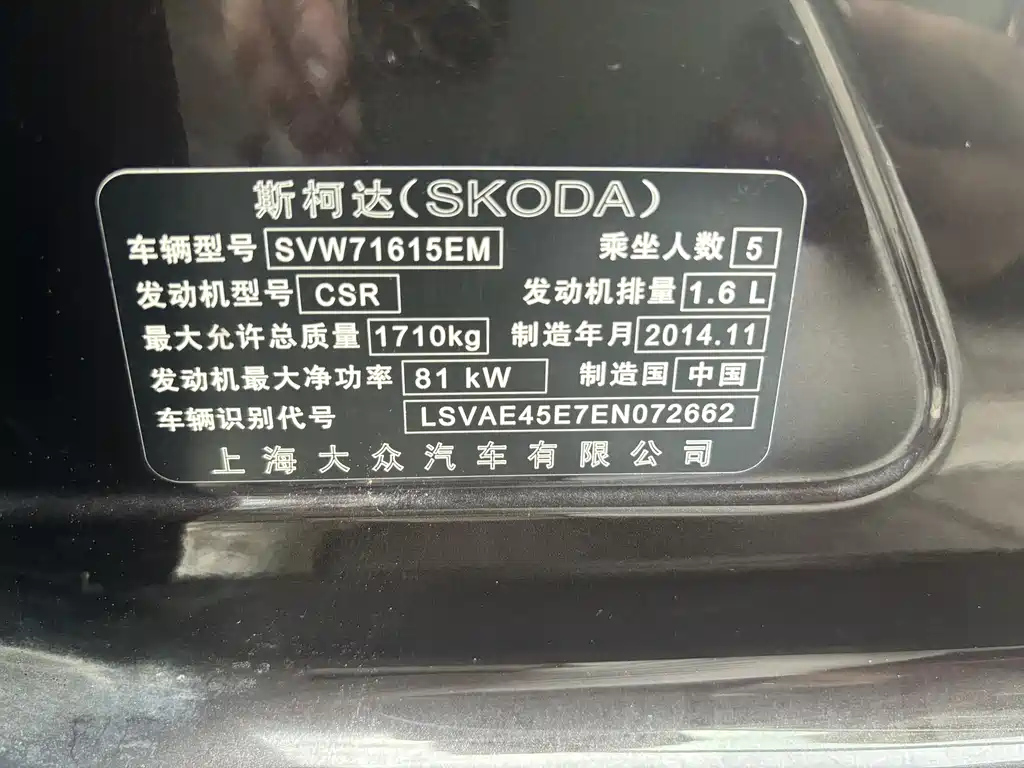 斯柯达(SKODA)
车辆型号 SVW71615EM 乘坐人数 5
发动机型号 CSR 发动机排量 1.6 L
最大允许总质量 1710kg 制造年月 2014.11
发动机最大净功率 81 kW 制造国 中国
车辆识别代号 LSVAE45E7EN072662
上海大众汽车有限公司